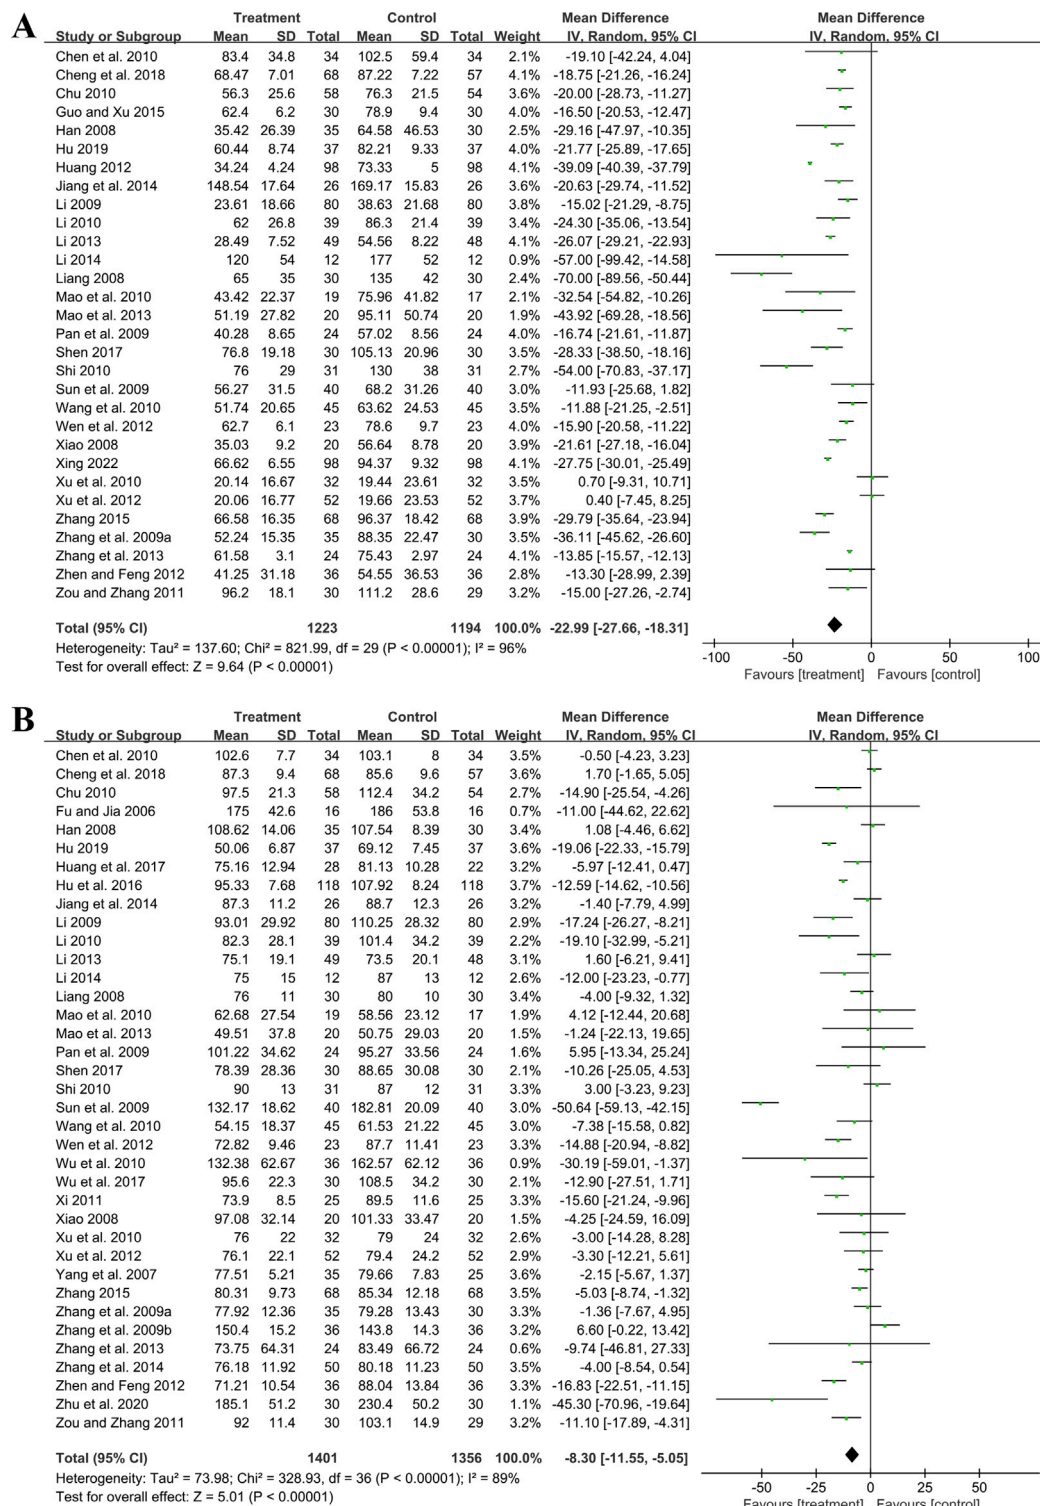 A
Treatment Control Mean Difference Mean Difference
Study or Subgroup Mean SD Total Mean SD Total Weight IV, Random, 95% CI IV, Random, 95% CI
Chen et al. 2010 83.4 34.8 34 102.5 59.4 34 2.1% -19.10 [-42.24, 4.04]
Cheng et al. 2018 68.47 7.01 68 87.22 7.22 57 4.1% -18.75 [-21.26, -16.24]
Chu 2010 56.3 25.6 58 76.3 21.5 54 3.6% -20.00 [-28.73, -11.27]
Guo and Xu 2015 62.4 6.2 30 78.9 9.4 30 4.0% -16.50 [-20.53, -12.47]
Han 2008 35.42 26.39 35 64.58 46.53 30 2.5% -29.16 [-47.97, -10.35]
Hu 2019 60.44 8.74 37 82.21 9.33 37 4.0% -21.77 [-25.89, -17.65]
Huang 2012 34.24 4.24 98 73.33 5 98 4.1% -39.09 [-40.39, -37.79]
Jiang et al. 2014 148.54 17.64 26 169.17 15.83 26 3.6% -20.63 [-29.74, -11.52]
Li 2009 23.61 18.66 80 38.63 21.68 80 3.8% -15.02 [-21.29, -8.75]
Li 2010 62 26.8 39 86.3 21.4 39 3.4% -24.30 [-35.06, -13.54]
Li 2013 28.49 7.52 49 54.56 8.22 48 4.1% -26.07 [-29.21, -22.93]
Li 2014 120 54 12 177 52 12 0.9% -57.00 [-99.42, -14.58]
Liang 2008 65 35 30 135 42 30 2.4% -70.00 [-89.56, -50.44]
Mao et al. 2010 43.42 22.37 19 75.96 41.82 17 2.1% -32.54 [-54.82, -10.26]
Mao et al. 2013 51.19 27.82 20 95.11 50.74 20 1.9% -43.92 [-69.28, -18.56]
Pan et al. 2009 40.28 8.65 24 57.02 8.56 24 4.0% -16.74 [-21.61, -11.87]
Shen 2017 76.8 19.18 30 105.13 20.96 30 3.5% -28.33 [-38.50, -18.16]
Shi 2010 76 29 31 130 38 31 2.7% -54.00 [-70.83, -37.17]
Sun et al. 2009 56.27 31.5 40 68.2 31.26 40 3.0% -11.93 [-25.68, 1.82]
Wang et al. 2010 51.74 20.65 45 63.62 24.53 45 3.5% -11.88 [-21.25, -2.51]
Wen et al. 2012 62.7 6.1 23 78.6 9.7 23 4.0% -15.90 [-20.58, -11.22]
Xiao 2008 35.03 9.2 20 56.64 8.78 20 3.9% -21.61 [-27.18, -16.04]
Xing 2022 66.62 6.55 98 94.37 9.32 98 4.1% -27.75 [-30.01, -25.49]
Xu et al. 2010 20.14 16.67 32 19.44 23.61 32 3.5% 0.70 [-9.31, 10.71]
Xu et al. 2012 20.06 16.77 52 19.66 23.53 52 3.7% 0.40 [-7.45, 8.25]
Zhang 2015 66.58 16.35 68 96.37 18.42 68 3.9% -29.79 [-35.64, -23.94]
Zhang et al. 2009a 52.24 15.35 35 88.35 22.47 30 3.5% -36.11 [-45.62, -26.60]
Zhang et al. 2013 61.58 3.1 24 75.43 2.97 24 4.1% -13.85 [-15.57, -12.13]
Zhen and Feng 2012 41.25 31.18 36 54.55 36.53 36 2.8% -13.30 [-28.99, 2.39]
Zou and Zhang 2011 96.2 18.1 30 111.2 28.6 29 3.2% -15.00 [-27.26, -2.74]
Total (95% CI) 1223 1194 100.0% -22.99 [-27.66, -18.31]
Heterogeneity: Tau² = 137.60; Chi² = 821.99, df = 29 (P < 0.00001); I² = 96%
Test for overall effect: Z = 9.64 (P < 0.00001)
-100 -50 0 50 100
Favours [treatment] Favours [control]
B
Treatment Control Mean Difference Mean Difference
Study or Subgroup Mean SD Total Mean SD Total Weight IV, Random, 95% CI IV, Random, 95% CI
Chen et al. 2010 102.6 7.7 34 103.1 8 34 3.5% -0.50 [-4.23, 3.23]
Cheng et al. 2018 87.3 9.4 68 85.6 9.6 57 3.6% 1.70 [-1.65, 5.05]
Chu 2010 97.5 21.3 58 112.4 34.2 54 2.7% -14.90 [-25.54, -4.26]
Fu and Jia 2006 175 42.6 16 186 53.8 16 0.7% -11.00 [-44.62, 22.62]
Han 2008 108.62 14.06 35 107.54 8.39 30 3.4% 1.08 [-4.46, 6.62]
Hu 2019 50.06 6.87 37 69.12 7.45 37 3.6% -19.06 [-22.33, -15.79]
Huang et al. 2017 75.16 12.94 28 81.13 10.28 22 3.2% -5.97 [-12.41, 0.47]
Hu et al. 2016 95.33 7.68 118 107.92 8.24 118 3.7% -12.59 [-14.62, -10.56]
Jiang et al. 2014 87.3 11.2 26 88.7 12.3 26 3.2% -1.40 [-7.79, 4.99]
Li 2009 93.01 29.92 80 110.25 28.32 80 2.9% -17.24 [-26.27, -8.21]
Li 2010 82.3 28.1 39 101.4 34.2 39 2.2% -19.10 [-32.99, -5.21]
Li 2013 75.1 19.1 49 73.5 20.1 48 3.1% 1.60 [-6.21, 9.41]
Li 2014 75 15 12 87 13 12 2.6% -12.00 [-23.23, -0.77]
Liang 2008 76 11 30 80 10 30 3.4% -4.00 [-9.32, 1.32]
Mao et al. 2010 62.68 27.54 19 58.56 23.12 17 1.9% 4.12 [-12.44, 20.68]
Mao et al. 2013 49.51 37.8 20 50.75 29.03 20 1.4% -1.24 [-22.13, 19.65]
Pan et al. 2009 101.22 34.62 24 95.27 33.56 24 1.6% 5.95 [-13.34, 25.24]
Shen 2017 78.39 28.36 30 88.65 30.08 30 2.1% -10.26 [-25.05, 4.53]
Shi 2010 90 13 31 87 12 31 3.3% 3.00 [-3.23, 9.23]
Sun et al. 2009 132.17 18.62 40 182.81 20.09 40 3.0% -50.64 [-59.13, -42.15]
Wang et al. 2010 54.15 18.37 45 61.53 21.22 45 3.0% -7.38 [-15.58, 0.82]
Wen et al. 2012 72.82 9.46 23 87.7 11.41 23 3.3% -14.88 [-20.94, -8.82]
Wu et al. 2010 132.38 62.67 36 162.57 62.12 36 0.9% -30.19 [-59.01, -1.37]
Wu et al. 2017 95.6 22.3 30 108.5 34.2 30 2.1% -12.90 [-27.51, 1.71]
Xi 2011 73.9 8.5 25 89.5 11.6 25 3.3% -15.60 [-21.24, -9.96]
Xiao 2008 97.08 32.14 20 101.33 33.47 20 1.5% -4.25 [-24.59, 16.09]
Xu et al. 2010 76 22 32 79 24 32 2.6% -3.00 [-14.28, 8.28]
Xu et al. 2012 76.1 22.1 52 79.4 24.2 52 2.9% -3.30 [-12.21, 5.61]
Yang et al. 2007 77.51 5.21 35 79.66 7.83 25 3.6% -2.15 [-5.67, 1.37]
Zhang 2015 80.31 9.73 68 85.34 12.18 68 3.5% -5.03 [-8.74, -1.32]
Zhang et al. 2009a 77.92 12.36 35 79.28 13.43 30 3.2% -1.36 [-7.67, 4.95]
Zhang et al. 2009b 150.4 15.2 36 143.8 14.3 36 3.2% 6.60 [-0.22, 13.42]
Zhang et al. 2013 73.75 64.31 24 83.49 66.72 24 0.6% -9.74 [-46.81, 27.33]
Zhang et al. 2014 76.18 11.92 50 80.18 11.23 50 3.4% -4.00 [-8.54, 0.54]
Zhen and Feng 2012 71.21 10.54 36 88.04 13.84 36 3.3% -16.83 [-22.51, -11.15]
Zhu et al. 2020 185.1 51.2 30 230.4 50.2 30 1.1% -45.30 [-70.96, -19.64]
Zou and Zhang 2011 92 11.4 30 103.1 14.9 29 3.2% -11.10 [-17.89, -4.31]
Total (95% CI) 1401 1356 100.0% -8.30 [-11.55, -5.05]
Heterogeneity: Tau² = 73.98; Chi² = 328.93, df = 36 (P < 0.00001); I² = 89%
Test for overall effect: Z = 5.01 (P < 0.00001)
-50 -25 0 25 50
Favours [treatment] Favours [control]